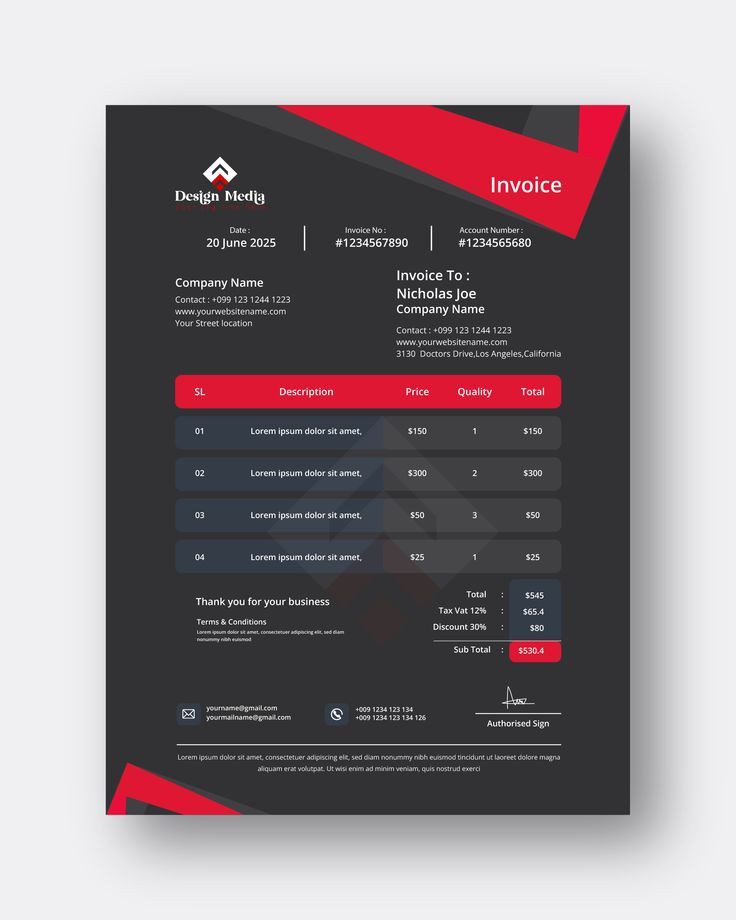 Design Media
Invoice
Date :
20 June 2025
Invoice No :
#1234567890
Account Number :
#1234565680
Company Name
Contact : +099 123 1244 1223
www.yourwebsitename.com
Your Street location
Invoice To :
Nicholas Joe
Company Name
Contact : +099 123 1244 1223
www.yourwebsitename.com
3130 Doctors Drive,Los Angeles,California
SL Description Price Quality Total
01 Lorem ipsum dolor sit amet, $150 1 $150
02 Lorem ipsum dolor sit amet, $300 2 $300
03 Lorem ipsum dolor sit amet, $50 3 $50
04 Lorem ipsum dolor sit amet, $25 1 $25
Total : $545
Tax Vat 12% : $65.4
Discount 30% : $80
Sub Total : $530.4
Thank you for your business
Terms & Conditions
Lorem ipsum dolor sit amet, consectetuer adipiscing elit, sed diam
nonummy nibh euismod
yourname@gmail.com
yourmailname@gmail.com
+009 1234 123 134
+009 1234 123 134 126
Authorised Sign
Lorem ipsum dolor sit amet, consectetuer adipiscing elit, sed diam nonummy nibh euismod tincidunt ut laoreet dolore magna
aliquam erat volutpat. Ut wisi enim ad minim veniam, quis nostrud exerci